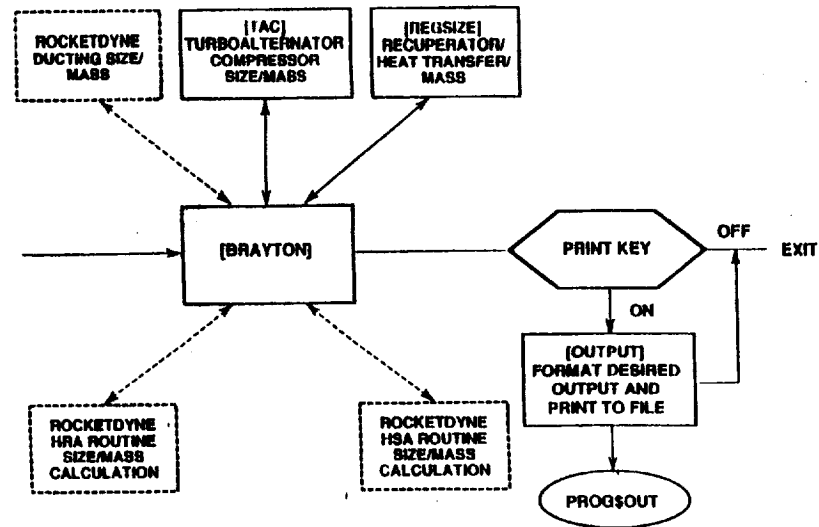 ROCKETDYNE
DUCTING SIZE/
MASS
[TAC]
TURBOALTERNATOR
COMPRESSOR
SIZE/MASS
[REGSIZE]
RECUPERATOR/
HEAT TRANSFER/
MASS
[BRAYTON]
PRINT KEY
OFF
EXIT
ON
[OUTPUT]
FORMAT DESIRED
OUTPUT AND
PRINT TO FILE
ROCKETDYNE
HRA ROUTINE
SIZE/MASS
CALCULATION
ROCKETDYNE
HSA ROUTINE
SIZE/MASS
CALCULATION
PROG$OUT